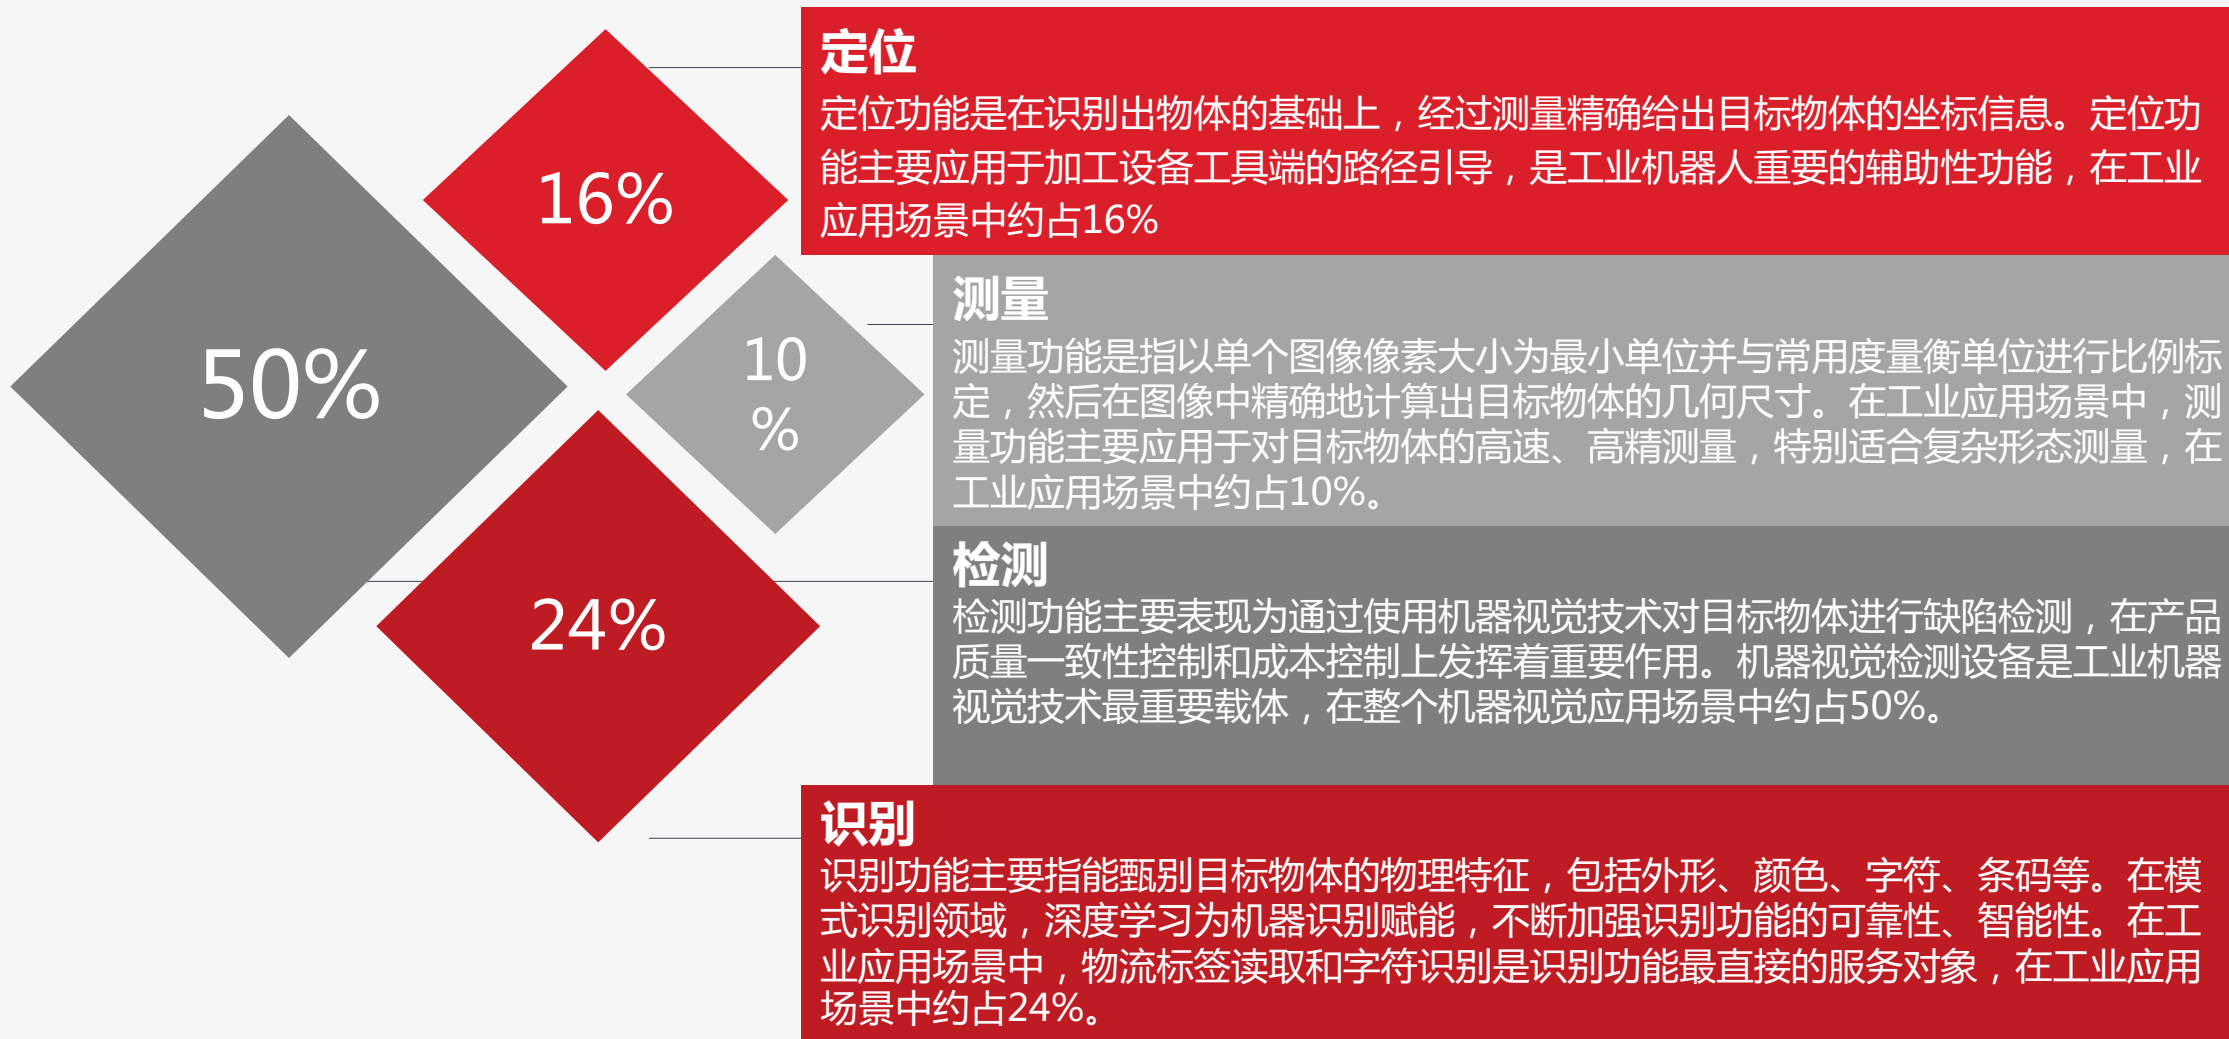 50%
16%
10
%
24%
定位
定位功能是在识别出物体的基础上，经过测量精确给出目标物体的坐标信息。定位功
能主要应用于加工设备工具端的路径引导，是工业机器人重要的辅助性功能，在工业
应用场景中约占16%
测量
测量功能是指以单个图像像素大小为最小单位并与常用度量衡单位进行比例标
定，然后在图像中精确地计算出目标物体的几何尺寸。在工业应用场景中，测
量功能主要应用于对目标物体的高速、高精测量，特别适合复杂形态测量，在
工业应用场景中约占10%。
检测
检测功能主要表现为通过使用机器视觉技术对目标物体进行缺陷检测，在产品
质量一致性控制和成本控制上发挥着重要作用。机器视觉检测设备是工业机器
视觉技术最重要载体，在整个机器视觉应用场景中约占50%。
识别
识别功能主要指能甄别目标物体的物理特征，包括外形、颜色、字符、条码等。在模
式识别领域，深度学习为机器识别赋能，不断加强识别功能的可靠性、智能性。在工
业应用场景中，物流标签读取和字符识别是识别功能最直接的服务对象，在工业应用
场景中约占24%。